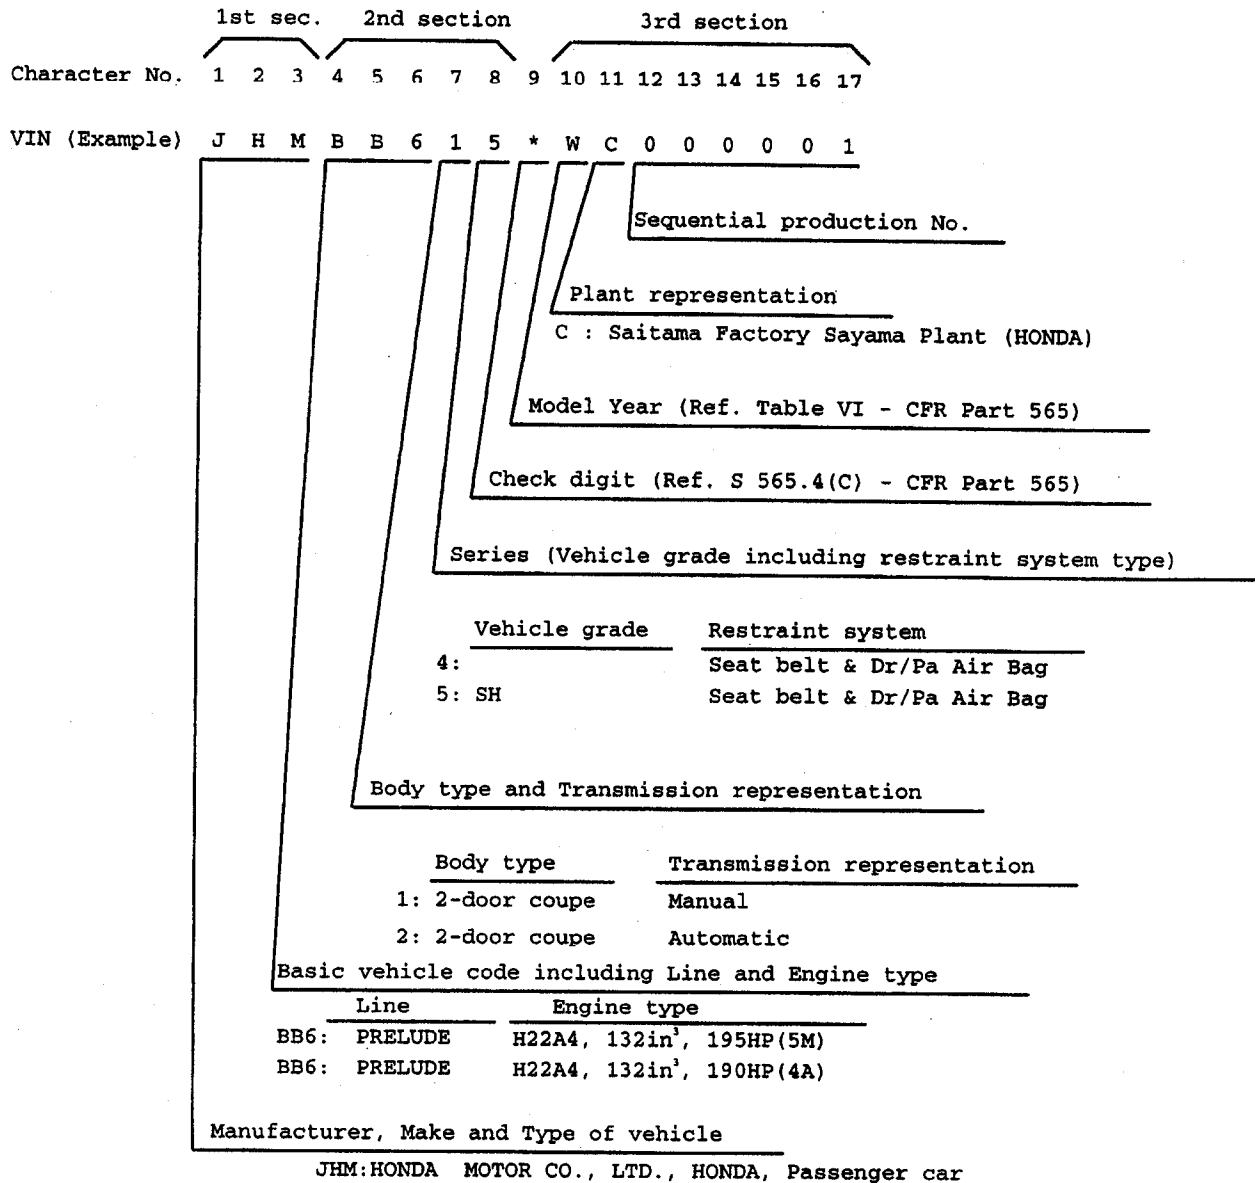 1st sec. 2nd section 3rd section
Character No. 1 2 3 4 5 6 7 8 9 10 11 12 13 14 15 16 17
VIN (Example) J H M B B 6 1 5 * W C 0 0 0 0 0 1
Sequential production No.
Plant representation
C : Saitama Factory Sayama Plant (HONDA)
Model Year (Ref. Table VI - CFR Part 565)
Check digit (Ref. S 565.4(C) - CFR Part 565)
Series (Vehicle grade including restraint system type)
Vehicle grade Restraint system
4: Seat belt & Dr/Pa Air Bag
5: SH Seat belt & Dr/Pa Air Bag
Body type and Transmission representation
Body type Transmission representation
1: 2-door coupe Manual
2: 2-door coupe Automatic
Basic vehicle code including Line and Engine type
Line Engine type
BB6: PRELUDE H22A4, 132in³, 195HP(5M)
BB6: PRELUDE H22A4, 132in³, 190HP(4A)
Manufacturer, Make and Type of vehicle
JHM:HONDA MOTOR CO., LTD., HONDA, Passenger car